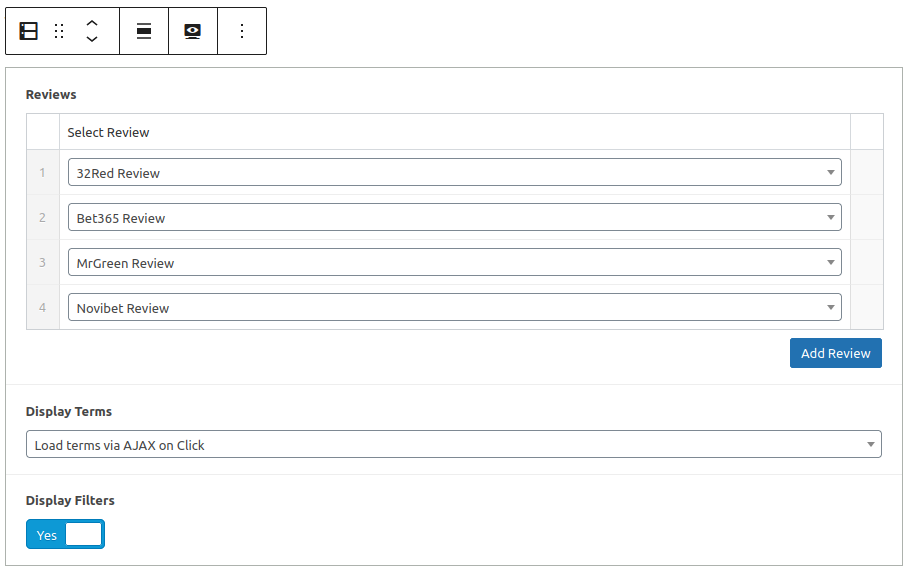 Reviews
Select Review
1 32Red Review
2 Bet365 Review
3 MrGreen Review
4 Novibet Review
Add Review
Display Terms
Load terms via AJAX on Click
Display Filters
Yes